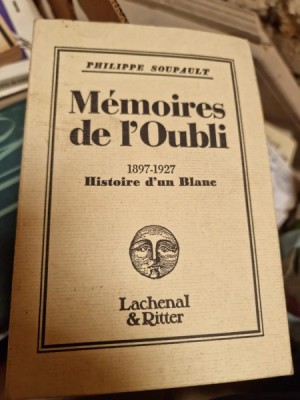 PHILIPPE SOUPAULT
Mémoires
de l'Oubli
1897-1927
Histoire d'un Blanc
Lachenal
& Ritter